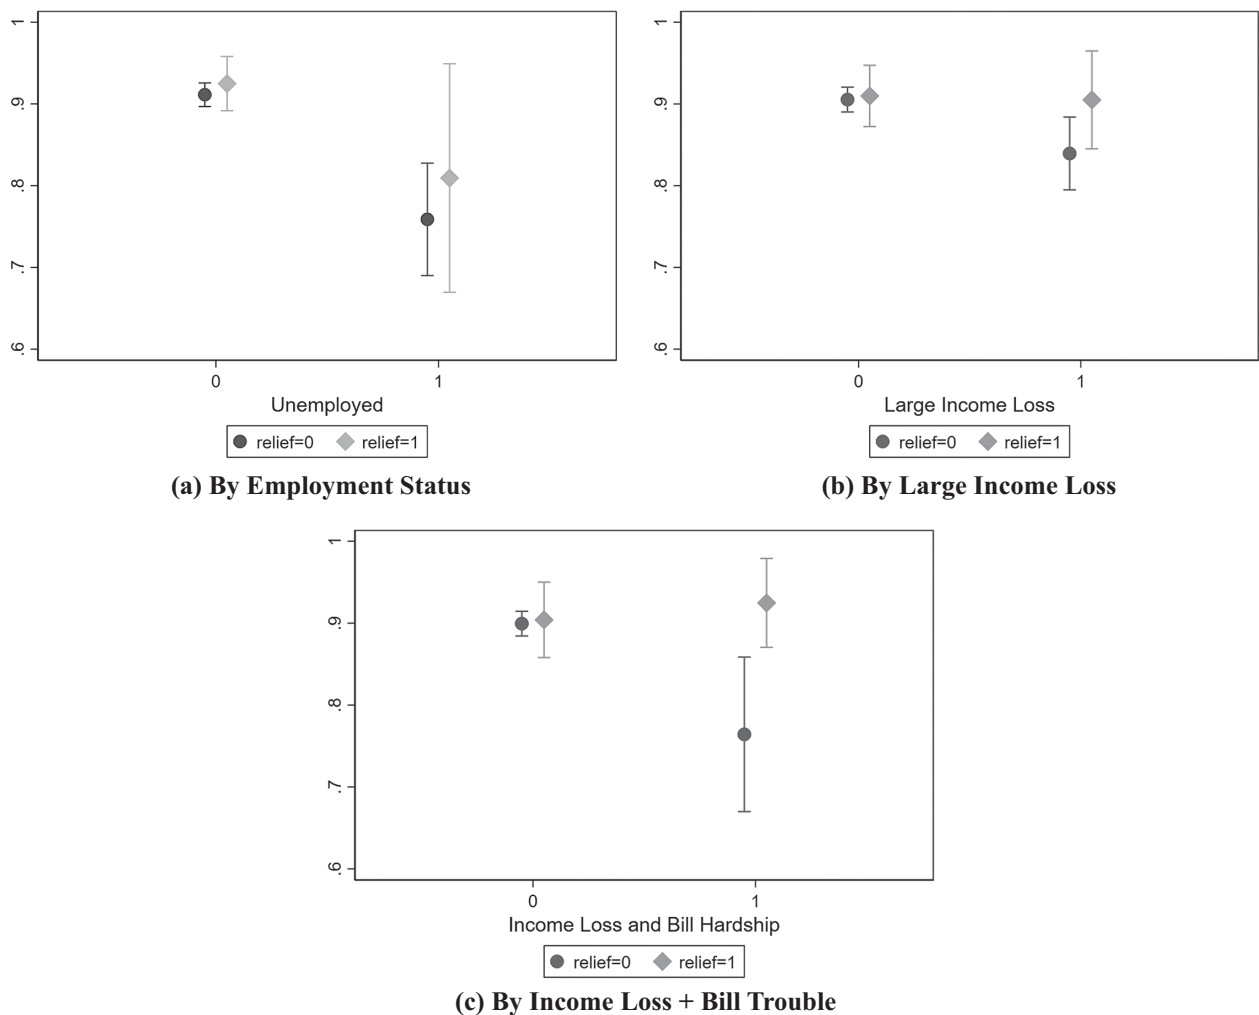 1
.9
.8
.7
.6
0 1
Unemployed
relief=0 relief=1
(a) By Employment Status
1
.9
.8
.7
.6
0 1
Large Income Loss
relief=0 relief=1
(b) By Large Income Loss
1
.9
.8
.7
.6
0 1
Income Loss and Bill Hardship
relief=0 relief=1
(c) By Income Loss + Bill Trouble